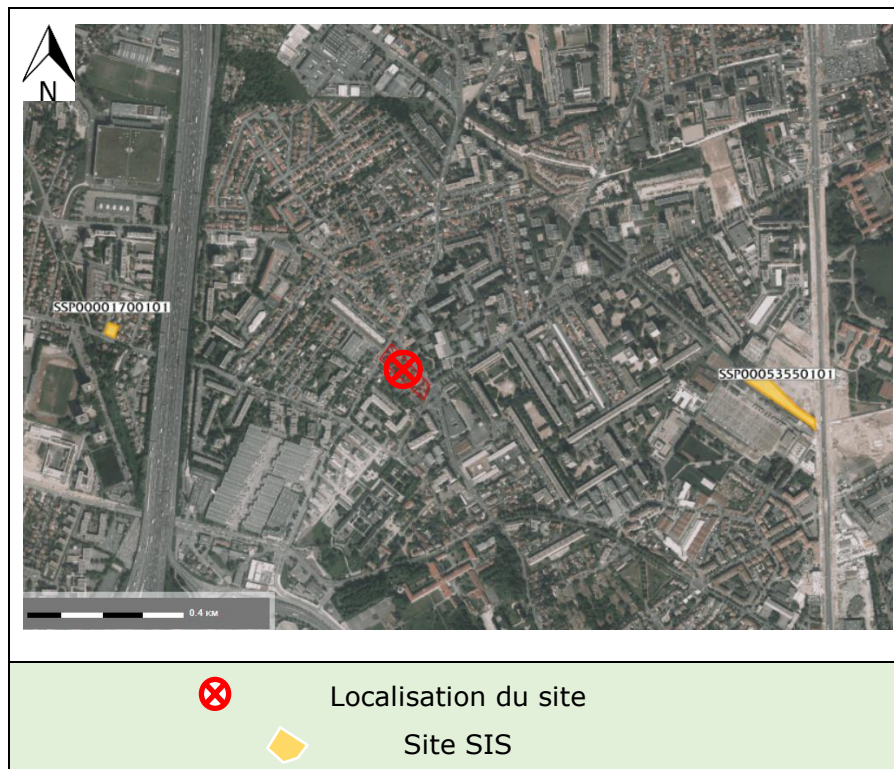 N
SSP00001700101
SSP00053550101
0.4 км
Localisation du site
Site SIS